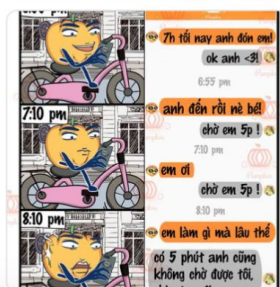 7h tối nay anh đón em!
ok anh <3!
6:55 pm
7:10 pm
anh đến rồi nè bé!
chờ em 5p !
7:10 pm
em ơi
chờ em 5p !
8:10 pm
8:10 pm
em làm gì mà lâu thế
có 5 phút anh cũng
không chờ được tôi,